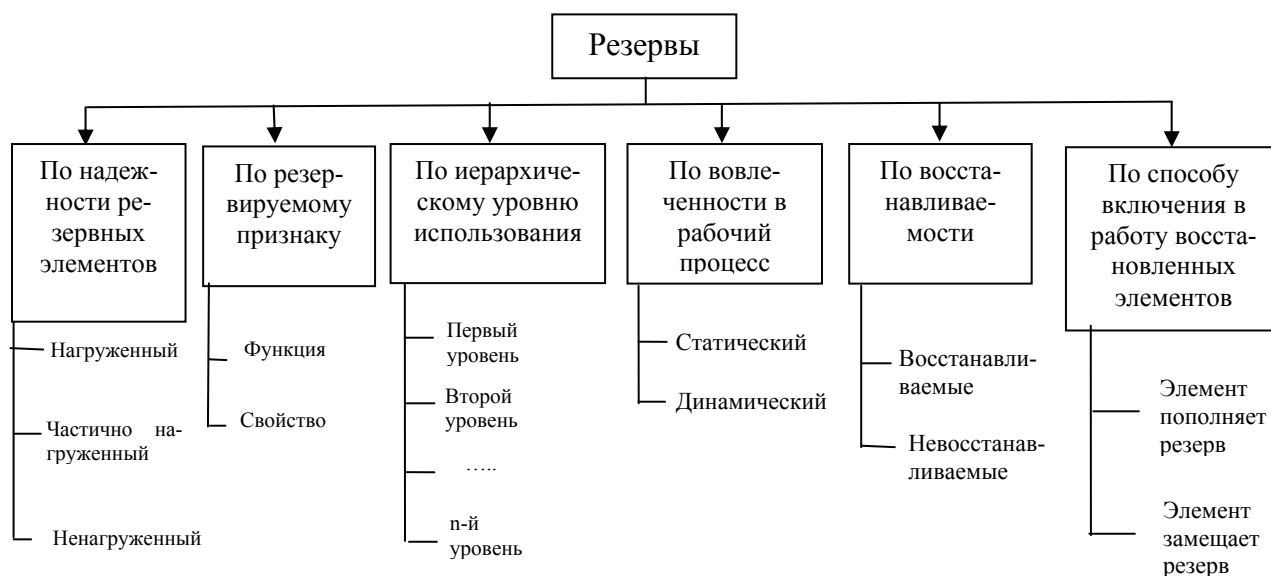 Резервы
По надеж-
ности ре-
зервных
элементов
По резер-
вируемому
признаку
По иерархиче-
скому уровню
использования
По вовле-
ченности в
рабочий
процесс
По восста-
навливае-
мости
По способу
включения в
работу восста-
новленных
элементов
Нагруженный
Частично на-
груженный
Ненагруженный
Функция
Свойство
Первый
уровень
Второй
уровень
…..
n-й
уровень
Статический
Динамический
Восстанавли-
ваемые
Невосстанав-
ливаемые
Элемент
пополняет
резерв
Элемент
замещает
резерв